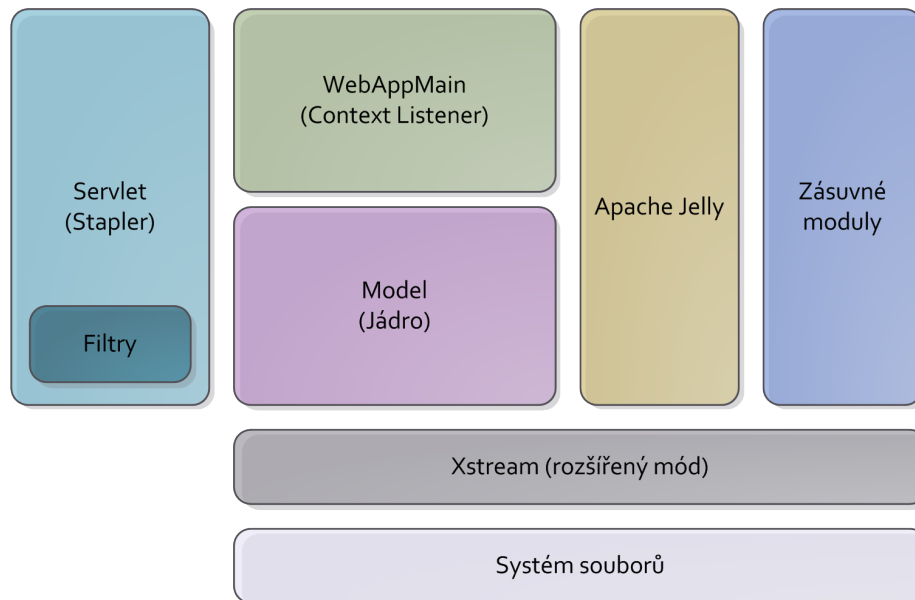 Servlet
(Stapler)
Filtry
WebAppMain
(Context Listener)
Model
(Jádro)
Apache Jelly
Zásuvné
moduly
Xstream (rozšířený mód)
Systém souborů